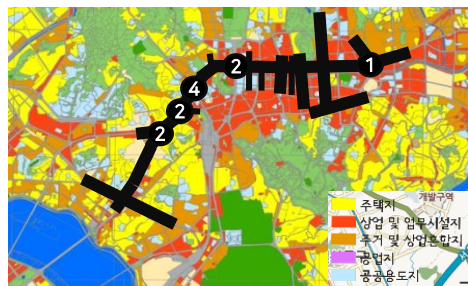 2
1
4
2
2
개발구역
주택지
상업 및 업무시설지
주거 및 상업혼합지
공업지
공공용도지